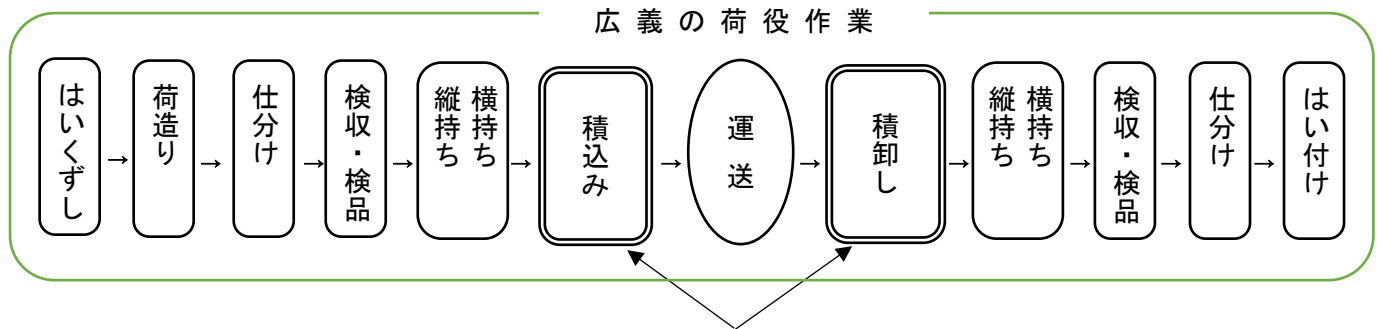 広義の荷役作業
はいくずし
→
荷造り
→
仕分け
→
検収・検品
→
横持ち
縦持ち
→
積込み
→
運送
→
積卸し
→
横持ち
縦持ち
→
検収・検品
→
仕分け
→
はい付け